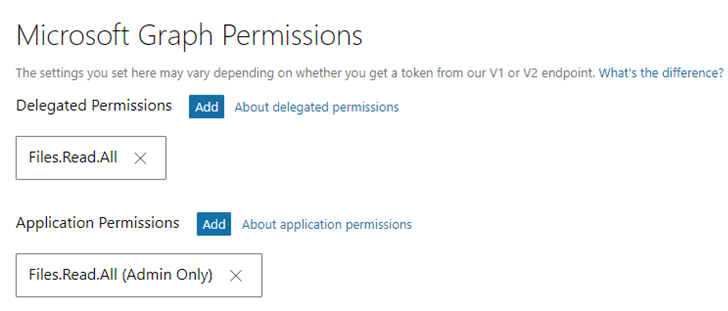 Microsoft Graph Permissions
The settings you set here may vary depending on whether you get a token from our V1 or V2 endpoint. What's the difference?
Delegated Permissions Add About delegated permissions
Files.Read.All
Application Permissions Add About application permissions
Files.Read.All (Admin Only)